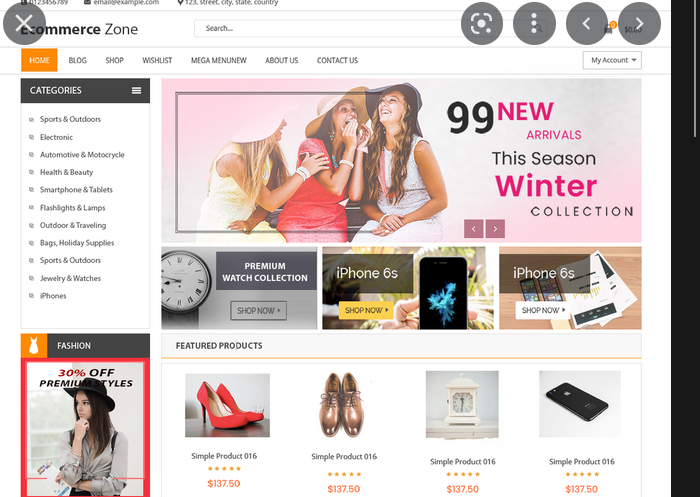 0123456789 email@example.com 123, street, city, state, country
Ecommerce Zone
Search...
0
$0.00
HOME BLOG SHOP WISHLIST MEGA MENUNEW ABOUT US CONTACT US
My Account
CATEGORIES
Sports & Outdoors
Electronic
Automotive & Motocrycle
Health & Beauty
Smartphone & Tablets
Flashlights & Lamps
Outdoor & Traveling
Bags, Holiday Supplies
Sports & Outdoors
Jewelry & Watches
iPhones
99 NEW
ARRIVALS
This Season
Winter
COLLECTION
PREMIUM
WATCH COLLECTION
SHOP NOW
iPhone 6s
SHOP NOW
iPhone 6s
SHOP NOW
FASHION
30% OFF
PREMIUM STYLES
FEATURED PRODUCTS
Simple Product 016
$137.50
Simple Product 016
$137.50
Simple Product 016
$137.50
Simple Product 016
$137.50